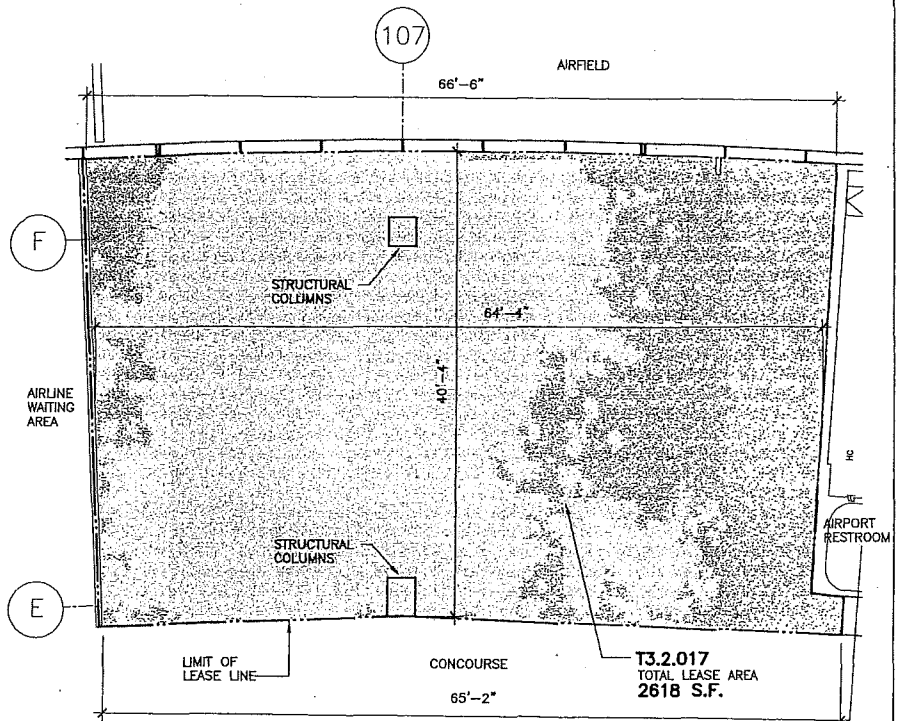 107
AIRFIELD
66'-6"
F
STRUCTURAL
COLUMNS
64'-4"
40'-4"
AIRLINE
WAITING
AREA
HC
AIRPORT
RESTROOM
STRUCTURAL
COLUMNS
E
LIMIT OF
LEASE LINE
CONCOURSE
T3.2.017
TOTAL LEASE AREA
2618 S.F.
65'-2"